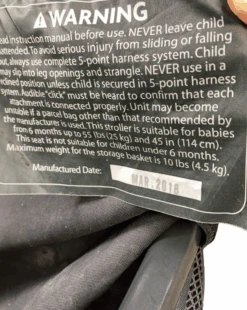 ⚠WARNING
ead instruction manual before use. NEVER leave child
attended. To avoid serious injury from sliding or falling
out, always use complete 5-point harness system. Child
may slip into leg openings and strangle. NEVER use in a
clined position unless child is secured in 5-point harness
ystem. Audible "click" must be heard to confirm that each
attachment is connected properly. Unit may become
unstable if a parcel bag other than that recommended by
the manufacturer is used. This stroller is suitable for babies
from 6 months up to 55 lbs (25 kg) and 45 in (114 cm).
This seat is not suitable for children under 6 months.
Maximum weight for the storage basket is 10 lbs (4.5 kg).
Manufactured Date: MAR. 2018